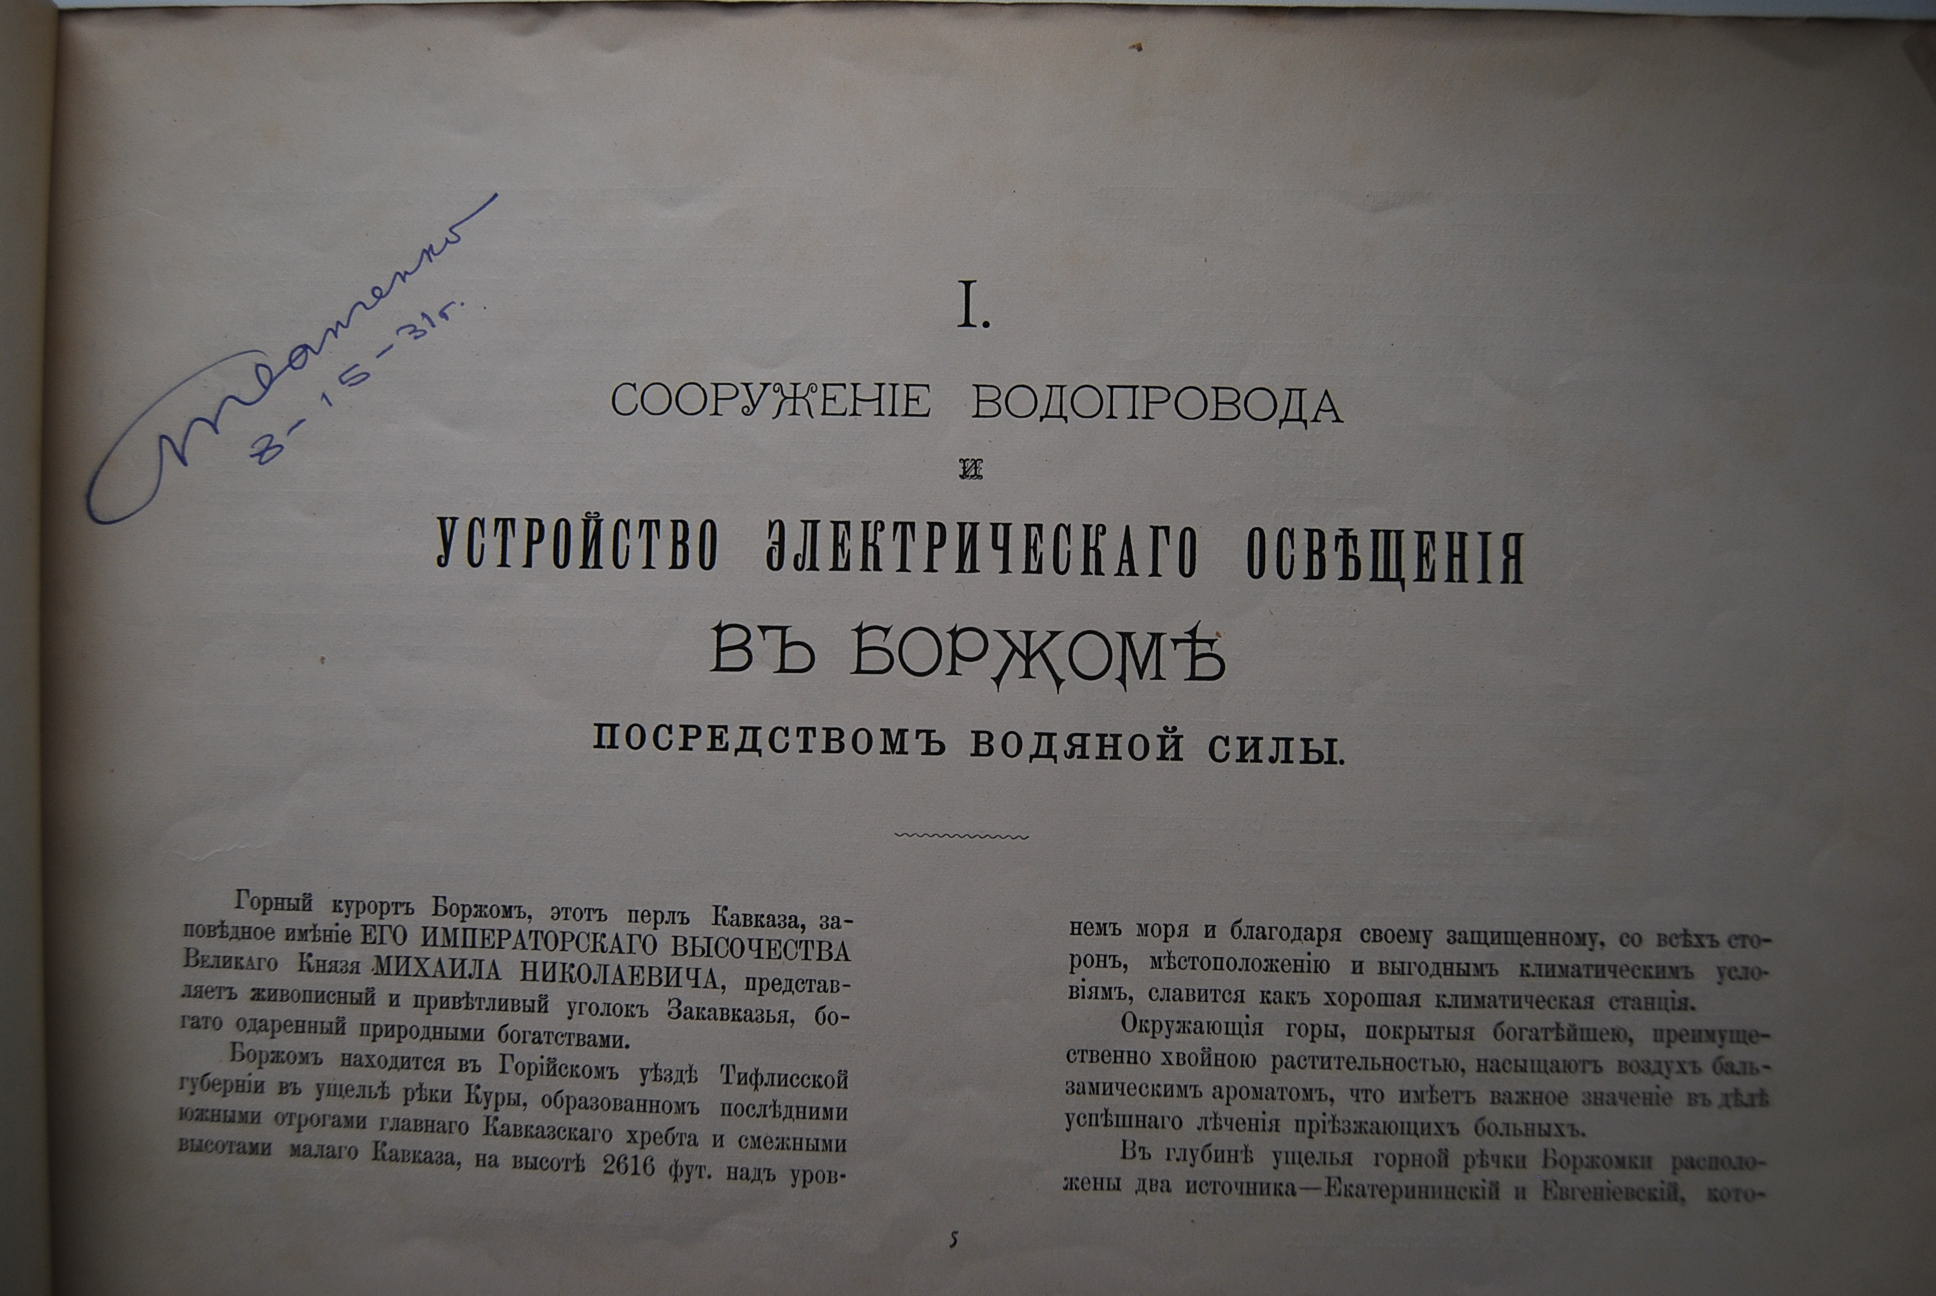 8-15-31г.
I.
СООРУЖЕНІЕ ВОДОПРОВОДА
И
УСТРОЙСТВО ЭЛЕКТРИЧЕСКАГО ОСВѢЩЕНІЯ
ВЪ БОРЖОМѢ
ПОСРЕДСТВОМЪ ВОДЯНОЙ СИЛЫ.
Горный курортъ Боржомъ, этотъ перлъ Кавказа, за-
повѣдное имѣніе ЕГО ИМПЕРАТОРСКАГО ВЫСОЧЕСТВА
Великаго Князя МИХАИЛА НИКОЛАЕВИЧА, представ-
ляетъ живописный и привѣтливый уголокъ Закавказья, бо-
гато одаренный природными богатствами.
Боржомъ находится въ Горійскомъ уѣздѣ Тифлисской
губерніи въ ущельѣ рѣки Куры, образованномъ послѣдними
южными отрогами главнаго Кавказскаго хребта и смежными
высотами малаго Кавказа, на высотѣ 2616 фут. надъ уров-
немъ моря и благодаря своему защищенному, со всѣхъ сто-
ронъ, мѣстоположенію и выгоднымъ климатическимъ усло-
віямъ, славится какъ хорошая климатическая станція.
Окружающія горы, покрытыя богатѣйшею, преимуще-
ственно хвойною растительностью, насыщаютъ воздухъ баль-
замическимъ ароматомъ, что имѣетъ важное значеніе въ дѣлѣ
успѣшнаго лѣченія пріѣзжающихъ больныхъ.
Въ глубинѣ ущелья горной рѣчки Боржомки располо-
жены два источника—Екатерининскій и Евгеніевскій, кото-
5